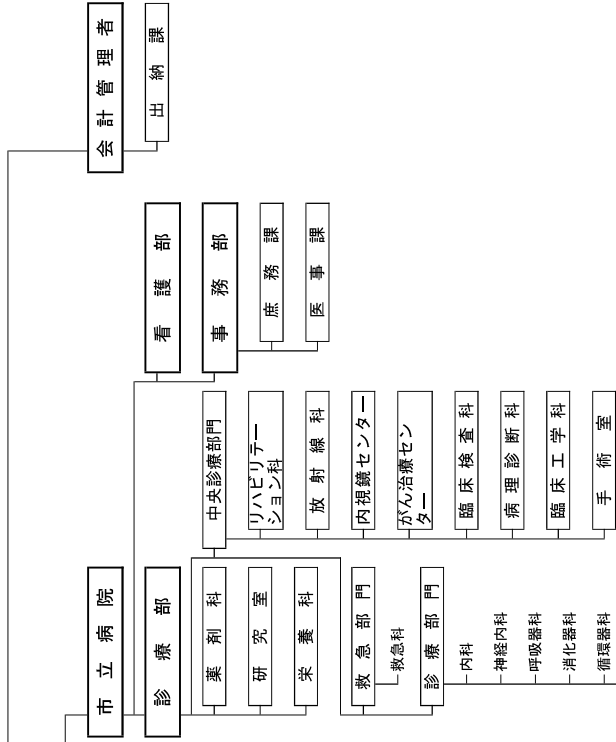 会計管理者
出納課
市立病院
診療部
薬剤科
研究室
栄養科
中央診療部門
リハビリテー
ション科
放射線科
内視鏡センター
がん治療セン
ター
臨床検査科
病理診断科
臨床工学科
手術室
救急部門
救急科
診療部門
内科
神経内科
呼吸器科
消化器科
循環器科
看護部
事務部
庶務課
医事課